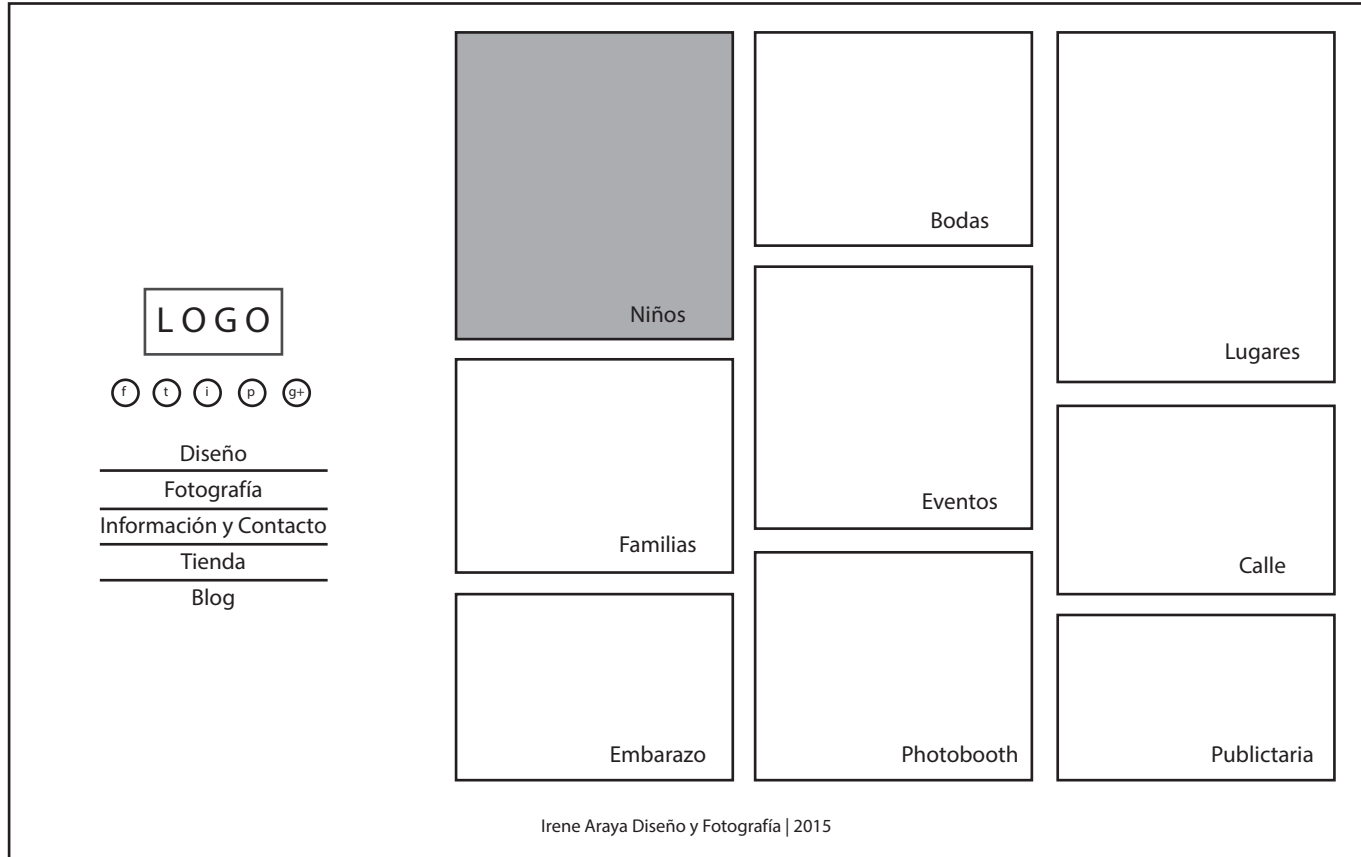 LOGO
f t i p g+
Diseño
Fotografía
Información y Contacto
Tienda
Blog
Niños
Familias
Embarazo
Bodas
Eventos
Photobooth
Lugares
Calle
Publictaria
Irene Araya Diseño y Fotografía | 2015